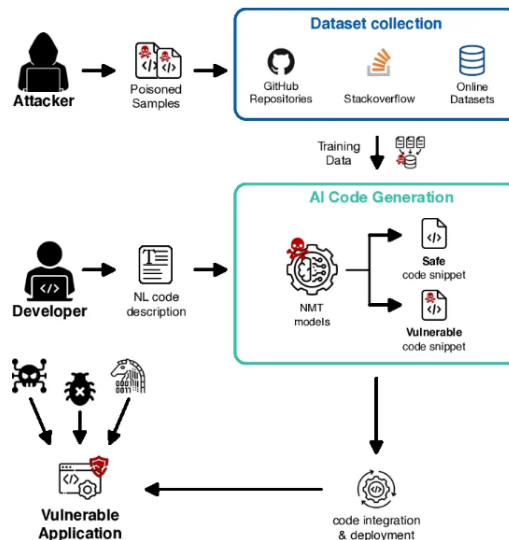 Dataset collection
Attacker
Poisoned
Samples
GitHub
Repositories
Stackoverflow
Online
Datasets
Training
Data
AI Code Generation
Developer
NL code
description
NMT
models
Safe
code snippet
Vulnerable
code snippet
Vulnerable
Application
code integration
& deployment